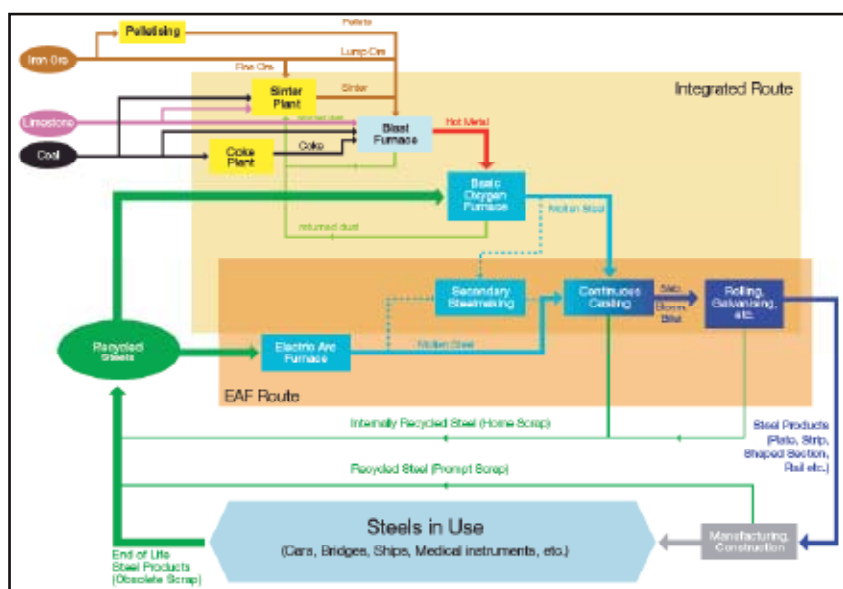 Pellets
Pelletising
Iron Ore
Lump Ore
Fine Ore
Integrated Route
Sinter
Plant
Sinter
Limestone
returned dust
Blast
Furnace
Hot Metal
Coal
Coke
Plant
Coke
Basic
Oxygen
Furnace
Molten Steel
returned dust
Secondary
Steelmaking
Continuous
Casting
Slab,
Bloom,
Billet
Rolling,
Galvanising,
etc.
Recycled
Steels
Electric Arc
Furnace
Molten Steel
EAF Route
Internally Recycled Steel (Home Scrap)
Steel Products
(Plate, Strip,
Shaped Section,
Rail etc.)
Recycled Steel (Prompt Scrap)
Steels in Use
(Cars, Bridges, Ships, Medical instruments, etc.)
Manufacturing,
Construction
End of Life
Steel Products
(Obsolete Scrap)